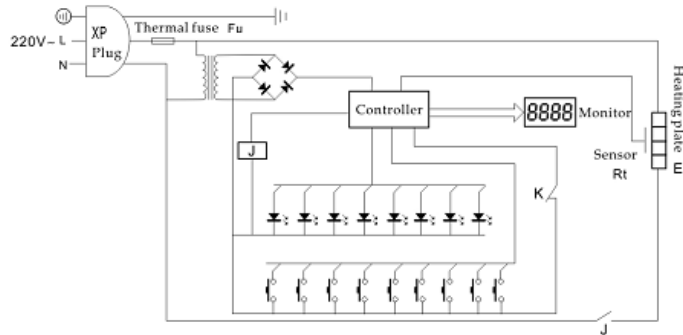 XP
Plug
Thermal fuse Fu
220V~ L
N
Controller
8888 Monitor
Heating plate
Sensor
Rt
E
J
K
J